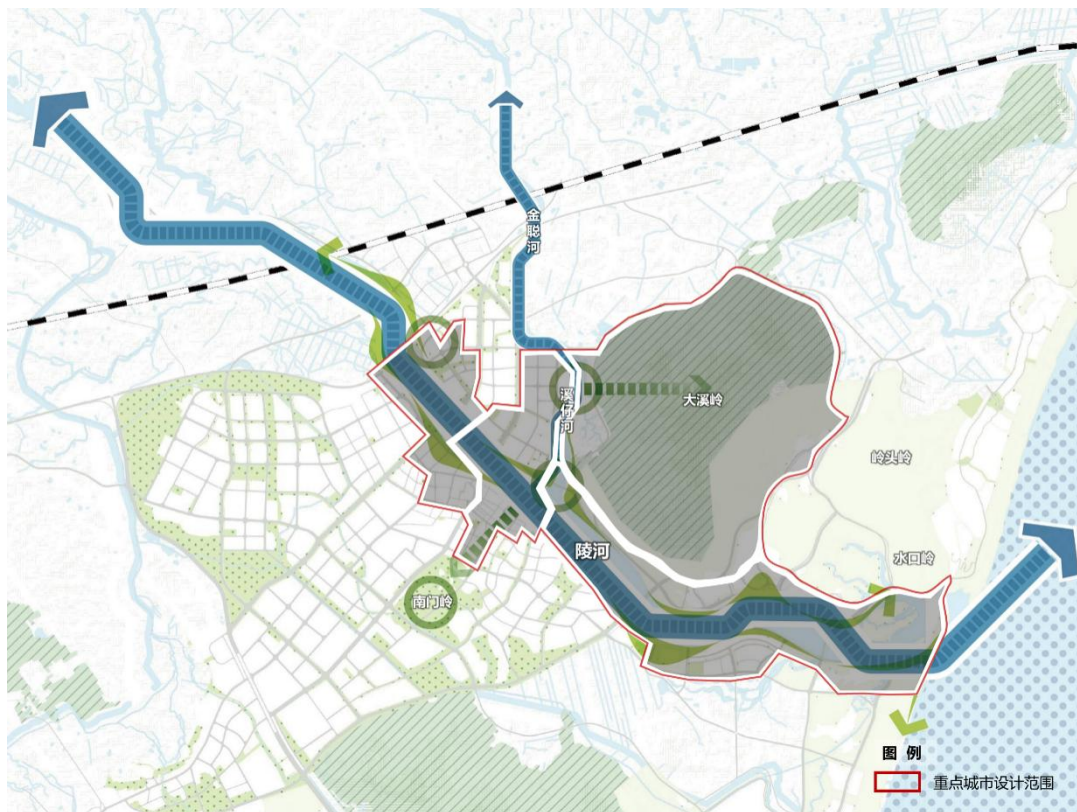 金聪河
溪仔河
大溪岭
岭头岭
陵河
水口岭
南门岭
图 例
重点城市设计范围